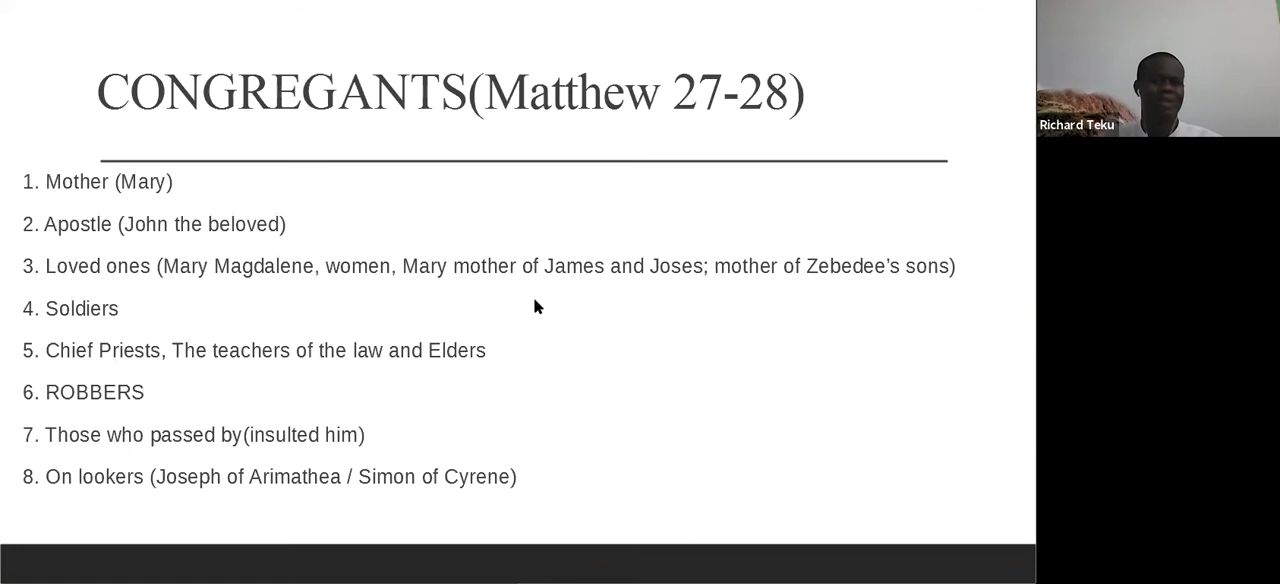 CONGREGANTS(Matthew 27-28)
1. Mother (Mary)
2. Apostle (John the beloved)
3. Loved ones (Mary Magdalene, women, Mary mother of James and Joses; mother of Zebedee’s sons)
4. Soldiers
5. Chief Priests, The teachers of the law and Elders
6. ROBBERS
7. Those who passed by(insulted him)
8. On lookers (Joseph of Arimathea / Simon of Cyrene)
Richard Teku